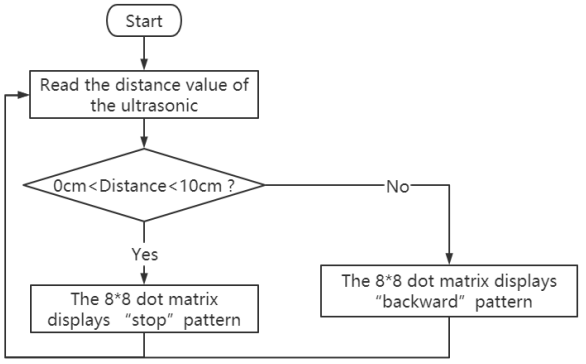 Start
Read the distance value of
the ultrasonic
0cm<Distance<10cm ?
No
Yes
The 8*8 dot matrix
displays “stop” pattern
The 8*8 dot matrix displays
“backward” pattern